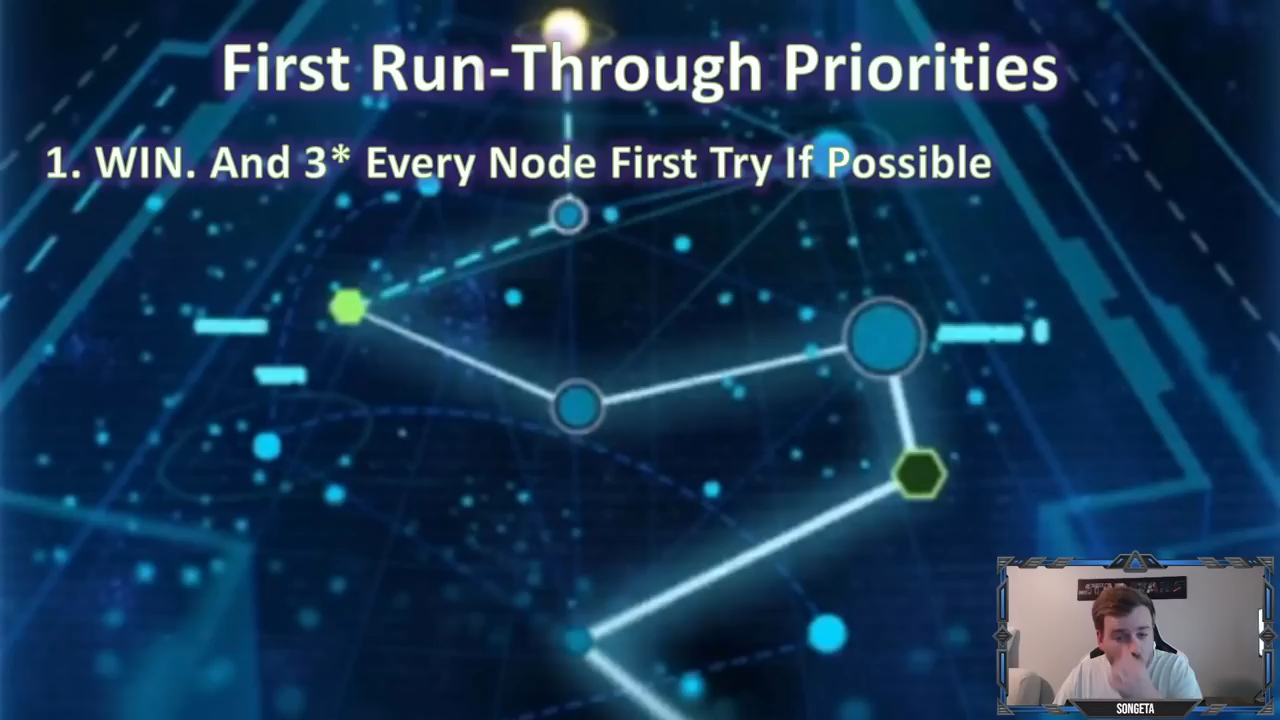 First Run-Through Priorities
1. WIN. And 3* Every Node First Try If Possible
SONGETA